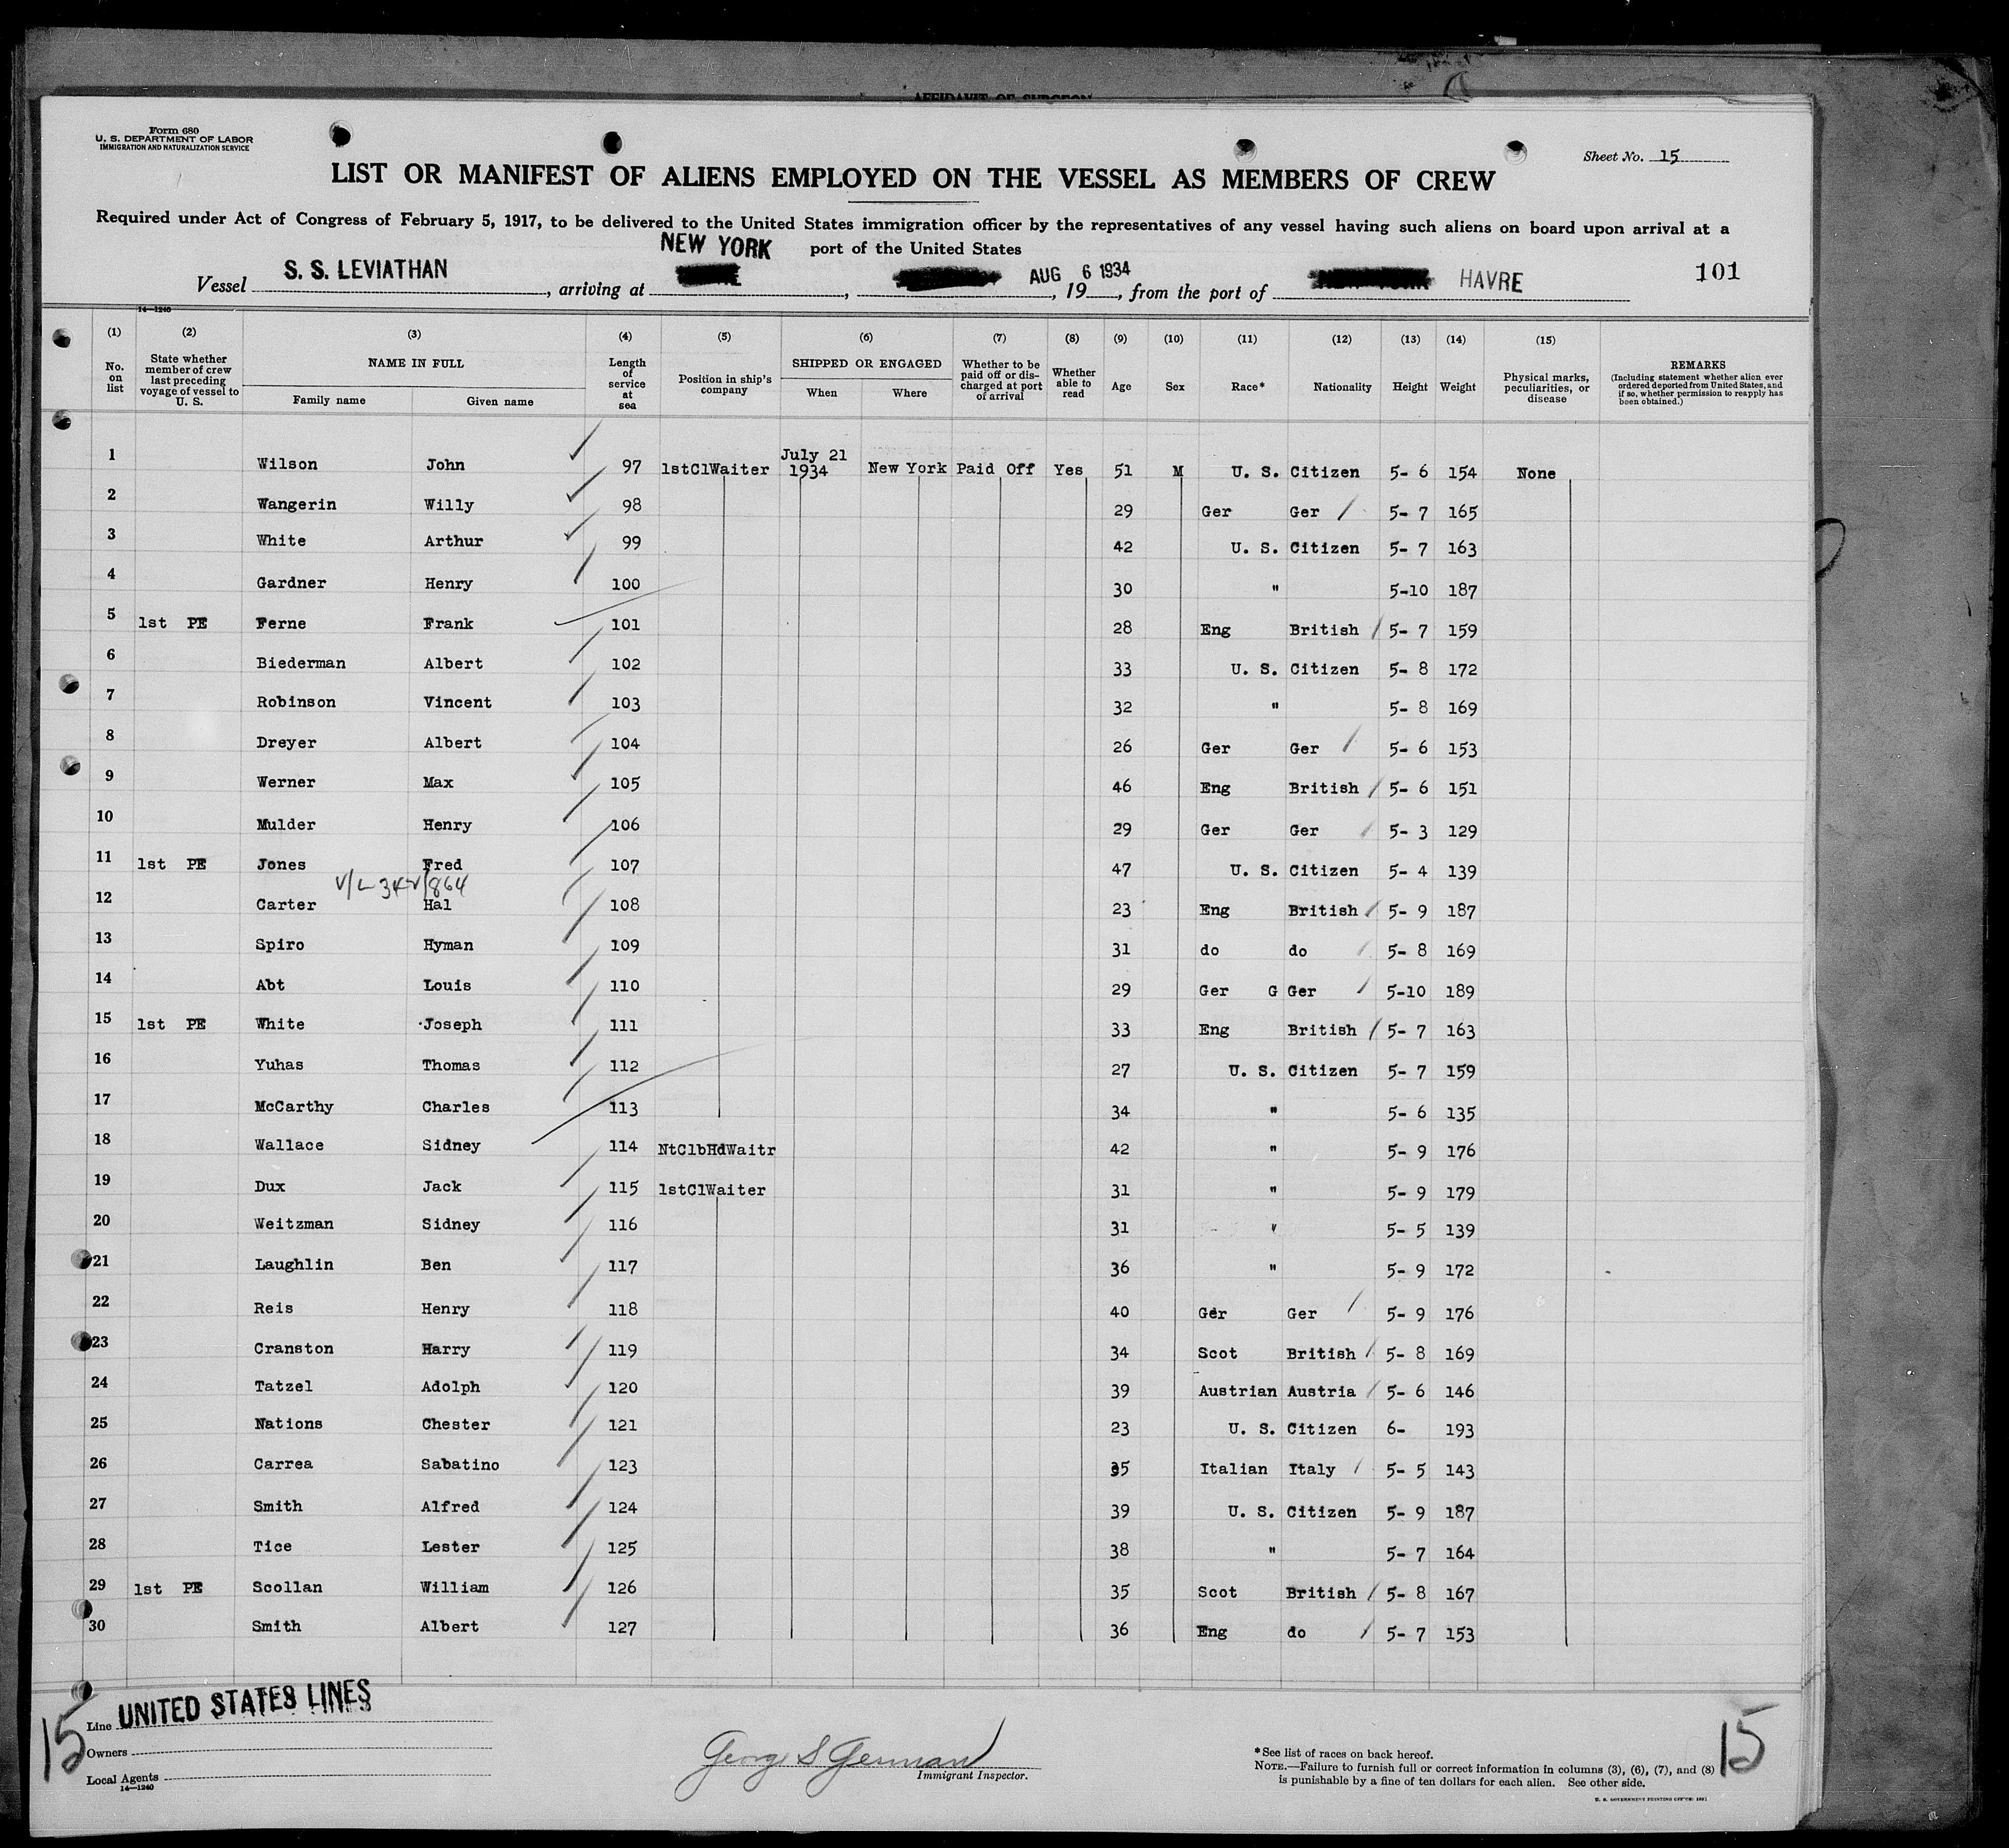 AFFIDAVIT OF SURGEON
Form 680
U. S. DEPARTMENT OF LABOR
IMMIGRATION AND NATURALIZATION SERVICE
Sheet No. 15
LIST OR MANIFEST OF ALIENS EMPLOYED ON THE VESSEL AS MEMBERS OF CREW
Required under Act of Congress of February 5, 1917, to be delivered to the United States immigration officer by the representatives of any vessel having such aliens on board upon arrival at a
NEW YORK port of the United States
Vessel S. S. LEVIATHAN, arriving at , AUG 6 1934, 19 , from the port of HAVRE 101
14—1240
(1) (2) (3) (4) (5) (6) (7) (8) (9) (10) (11) (12) (13) (14) (15)
No. on list
State whether member of crew last preceding voyage of vessel to U. S.
NAME IN FULL
Family name Given name
Length of service at sea
Position in ship's company
SHIPPED OR ENGAGED
When Where
Whether to be paid off or discharged at port of arrival
Whether able to read
Age Sex Race* Nationality Height Weight
Physical marks, peculiarities, or disease
REMARKS
(Including statement whether alien ever ordered deported from United States, and if so, whether permission to reapply has been obtained.)
1 Wilson John 97 1stClWaiter July 21 1934 New York Paid Off Yes 51 M U. S. Citizen 5- 6 154 None
2 Wangerin Willy 98 29 Ger Ger 5- 7 165
3 White Arthur 99 42 U. S. Citizen 5- 7 163
4 Gardner Henry 100 30 " 5-10 187
5 1st PE Ferne Frank 101 28 Eng British 5- 7 159
6 Biederman Albert 102 33 U. S. Citizen 5- 8 172
7 Robinson Vincent 103 32 " 5- 8 169
8 Dreyer Albert 104 26 Ger Ger 5- 6 153
9 Werner Max 105 46 Eng British 5- 6 151
10 Mulder Henry 106 29 Ger Ger 5- 3 129
11 1st PE Jones Fred 107 47 U. S. Citizen 5- 4 139
12 Carter Hal 108 23 Eng British 5- 9 187
13 Spiro Hyman 109 31 do do 5- 8 169
14 Abt Louis 110 29 Ger G Ger 5-10 189
15 1st PE White Joseph 111 33 Eng British 5- 7 163
16 Yuhas Thomas 112 27 U. S. Citizen 5- 7 159
17 McCarthy Charles 113 34 " 5- 6 135
18 Wallace Sidney 114 NtClbHdWaitr 42 " 5- 9 176
19 Dux Jack 115 1stClWaiter 31 " 5- 9 179
20 Weitzman Sidney 116 31 " 5- 5 139
21 Laughlin Ben 117 36 " 5- 9 172
22 Reis Henry 118 40 Ger Ger 5- 9 176
23 Cranston Harry 119 34 Scot British 5- 8 169
24 Tatzel Adolph 120 39 Austrian Austria 5- 6 146
25 Nations Chester 121 23 U. S. Citizen 6- 193
26 Carrea Sabatino 123 35 Italian Italy 5- 5 143
27 Smith Alfred 124 39 U. S. Citizen 5- 9 187
28 Tice Lester 125 38 " 5- 7 164
29 1st PE Scollan William 126 35 Scot British 5- 8 167
30 Smith Albert 127 36 Eng do 5- 7 153
15
Line UNITED STATES LINES
Owners
Local Agents
14—1240
George S German
Immigrant Inspector.
*See list of races on back hereof.
NOTE.—Failure to furnish full or correct information in columns (3), (6), (7), and (8)
is punishable by a fine of ten dollars for each alien. See other side.
15